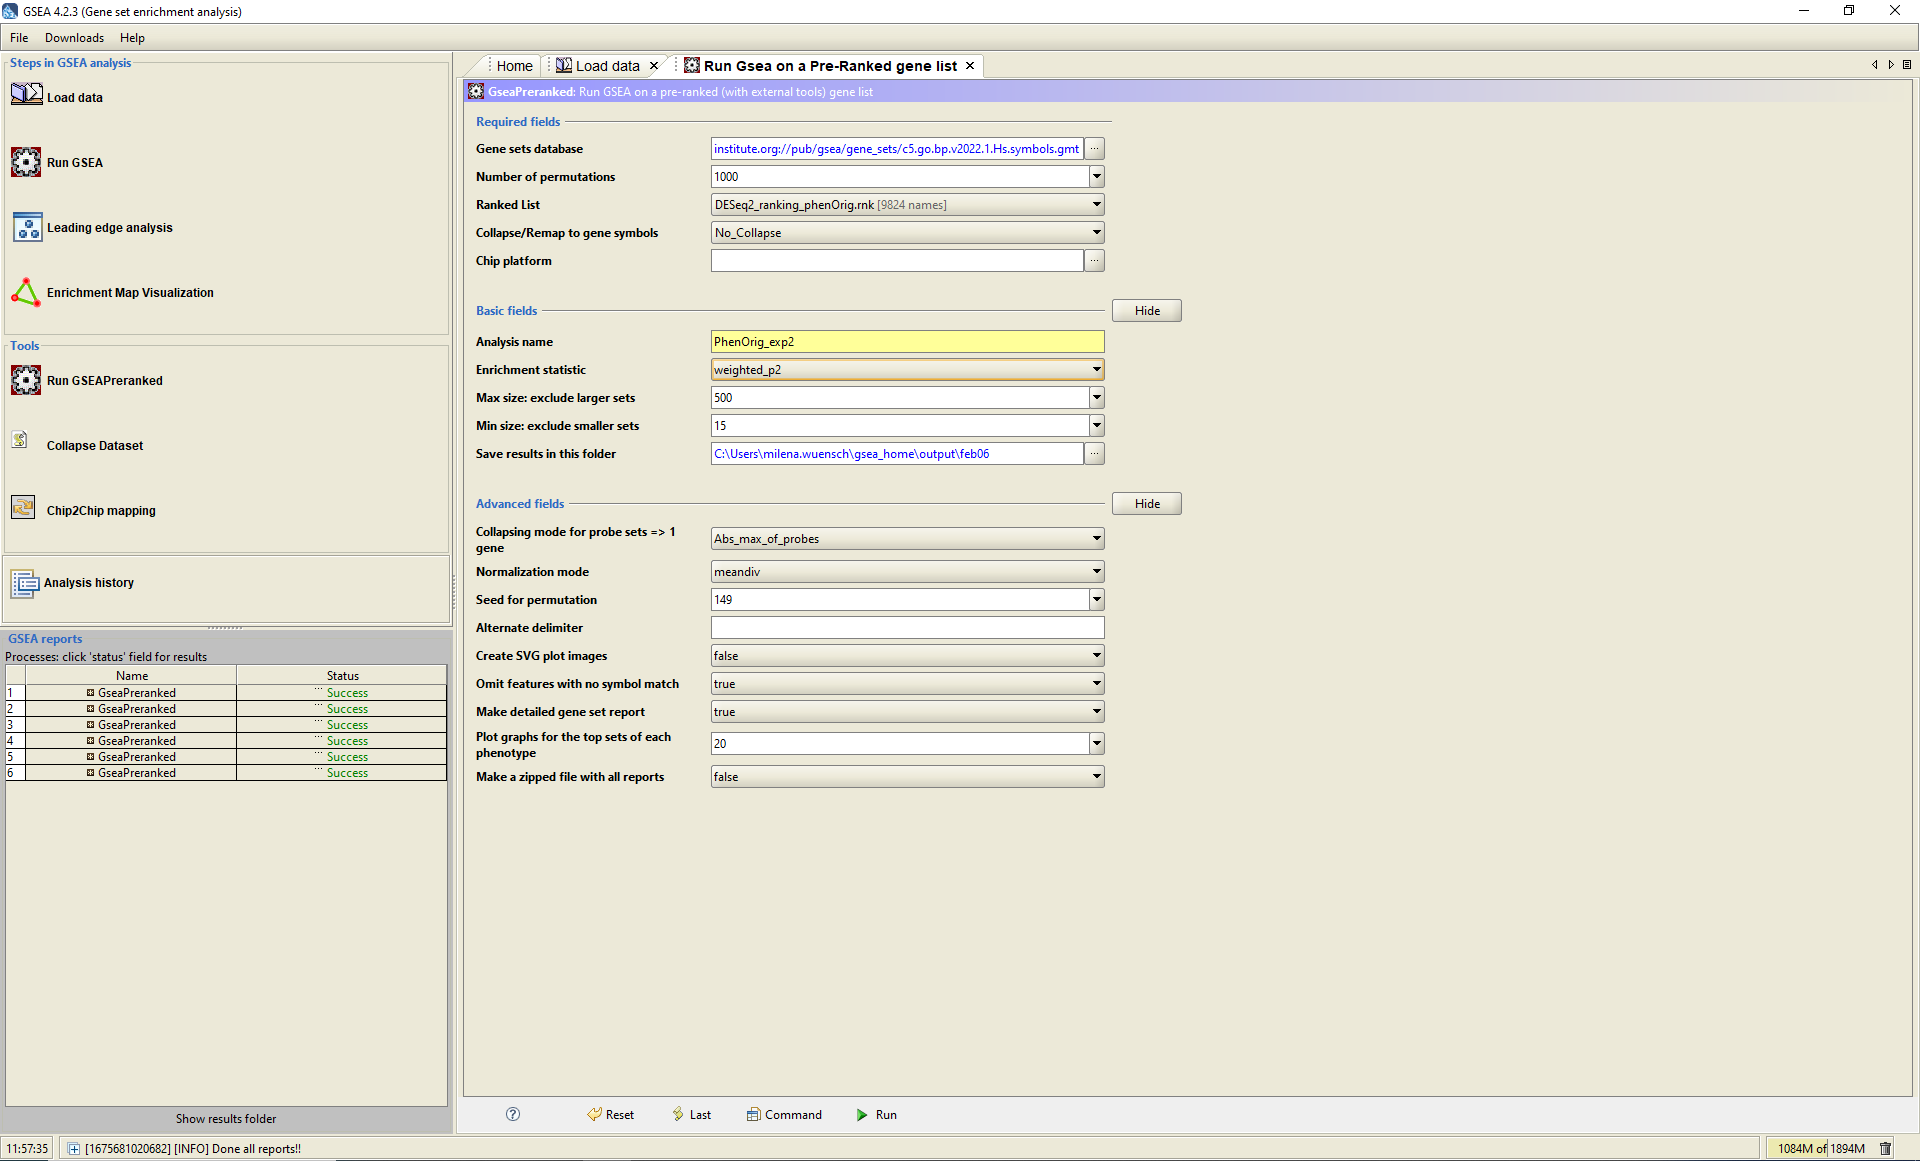 GSEA 4.2.3 (Gene set enrichment analysis)
File Downloads Help
Steps in GSEA analysis
Load data
Run GSEA
Leading edge analysis
Enrichment Map Visualization
Tools
Run GSEAPreranked
Collapse Dataset
Chip2Chip mapping
Analysis history
GSEA reports
Processes: click 'status' field for results
Name Status
1 GseaPreranked ... Success
2 GseaPreranked ... Success
3 GseaPreranked ... Success
4 GseaPreranked ... Success
5 GseaPreranked ... Success
6 GseaPreranked ... Success
Show results folder
Home Load data Run Gsea on a Pre-Ranked gene list
GseaPreranked: Run GSEA on a pre-ranked (with external tools) gene list
Required fields
Gene sets database institute.org://pub/gsea/gene_sets/c5.go.bp.v2022.1.Hs.symbols.gmt ...
Number of permutations 1000
Ranked List DESeq2_ranking_phenOrig.rnk [9824 names]
Collapse/Remap to gene symbols No_Collapse
Chip platform ...
Basic fields Hide
Analysis name PhenOrig_exp2
Enrichment statistic weighted_p2
Max size: exclude larger sets 500
Min size: exclude smaller sets 15
Save results in this folder C:\Users\milena.wuensch\gsea_home\output\feb06 ...
Advanced fields Hide
Collapsing mode for probe sets => 1
gene Abs_max_of_probes
Normalization mode meandiv
Seed for permutation 149
Alternate delimiter
Create SVG plot images false
Omit features with no symbol match true
Make detailed gene set report true
Plot graphs for the top sets of each
phenotype 20
Make a zipped file with all reports false
? Reset Last Command Run
11:57:35 [1675681020682] [INFO] Done all reports!! 1084M of 1894M